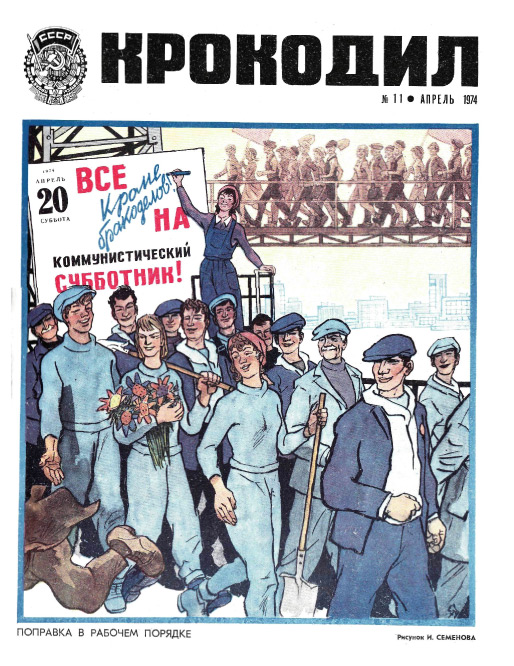 СССР
КРОКОДИЛ
№ 11 ● АПРЕЛЬ 1974
1974
АПРЕЛЬ
20
СУББОТА
ВСЕ
Кроме
бракоделов!
НА
КОММУНИСТИЧЕСКИЙ
СУББОТНИК!
ПОПРАВКА В РАБОЧЕМ ПОРЯДКЕ
Рисунок И. СЕМЕНОВА